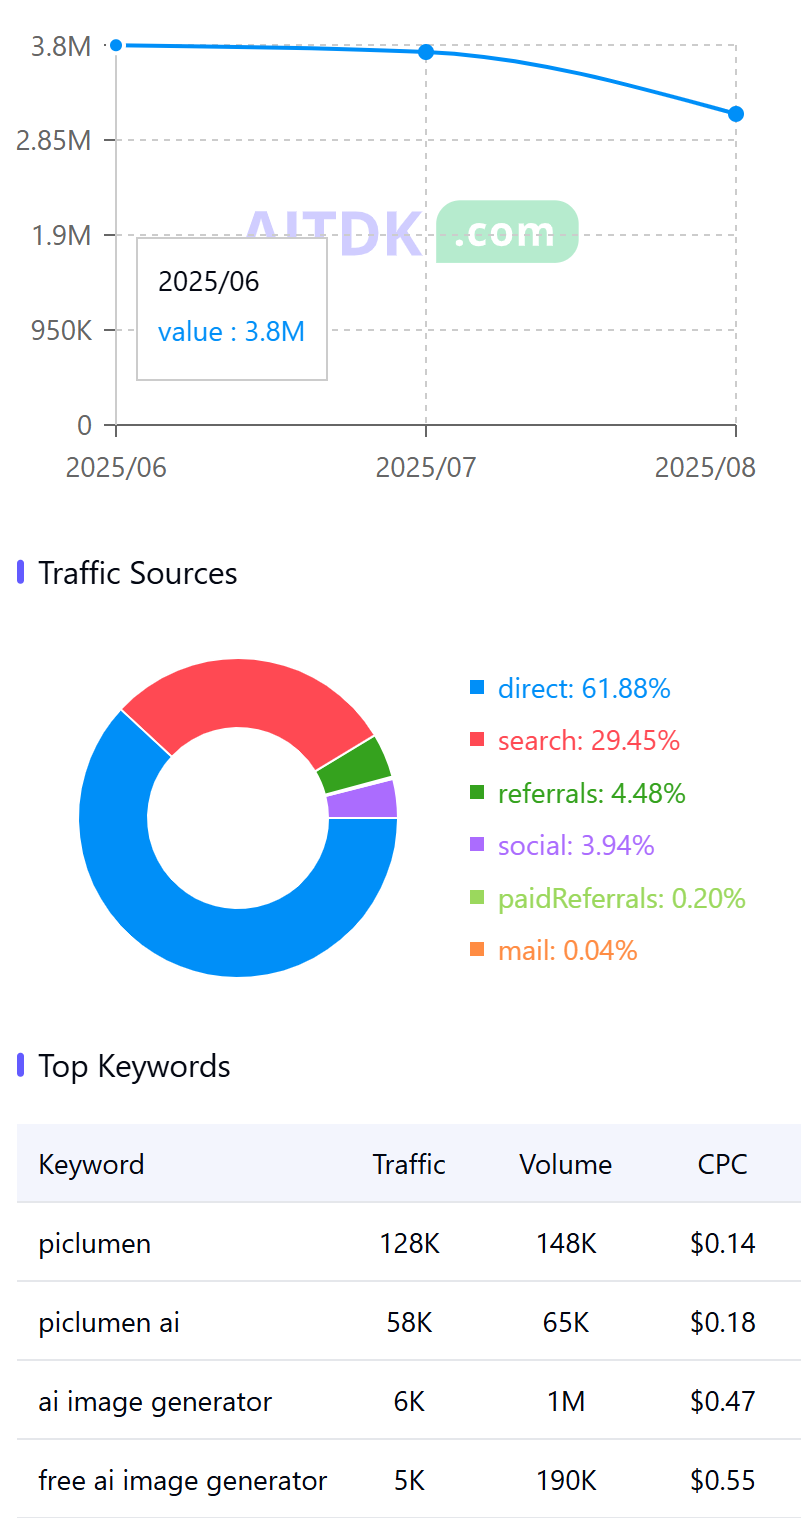 3.8M
2.85M
1.9M
950K
0
AITDK .com
2025/06
value : 3.8M
2025/06 2025/07 2025/08
Traffic Sources
direct: 61.88%
search: 29.45%
referrals: 4.48%
social: 3.94%
paidReferrals: 0.20%
mail: 0.04%
Top Keywords
Keyword Traffic Volume CPC
piclumen 128K 148K $0.14
piclumen ai 58K 65K $0.18
ai image generator 6K 1M $0.47
free ai image generator 5K 190K $0.55